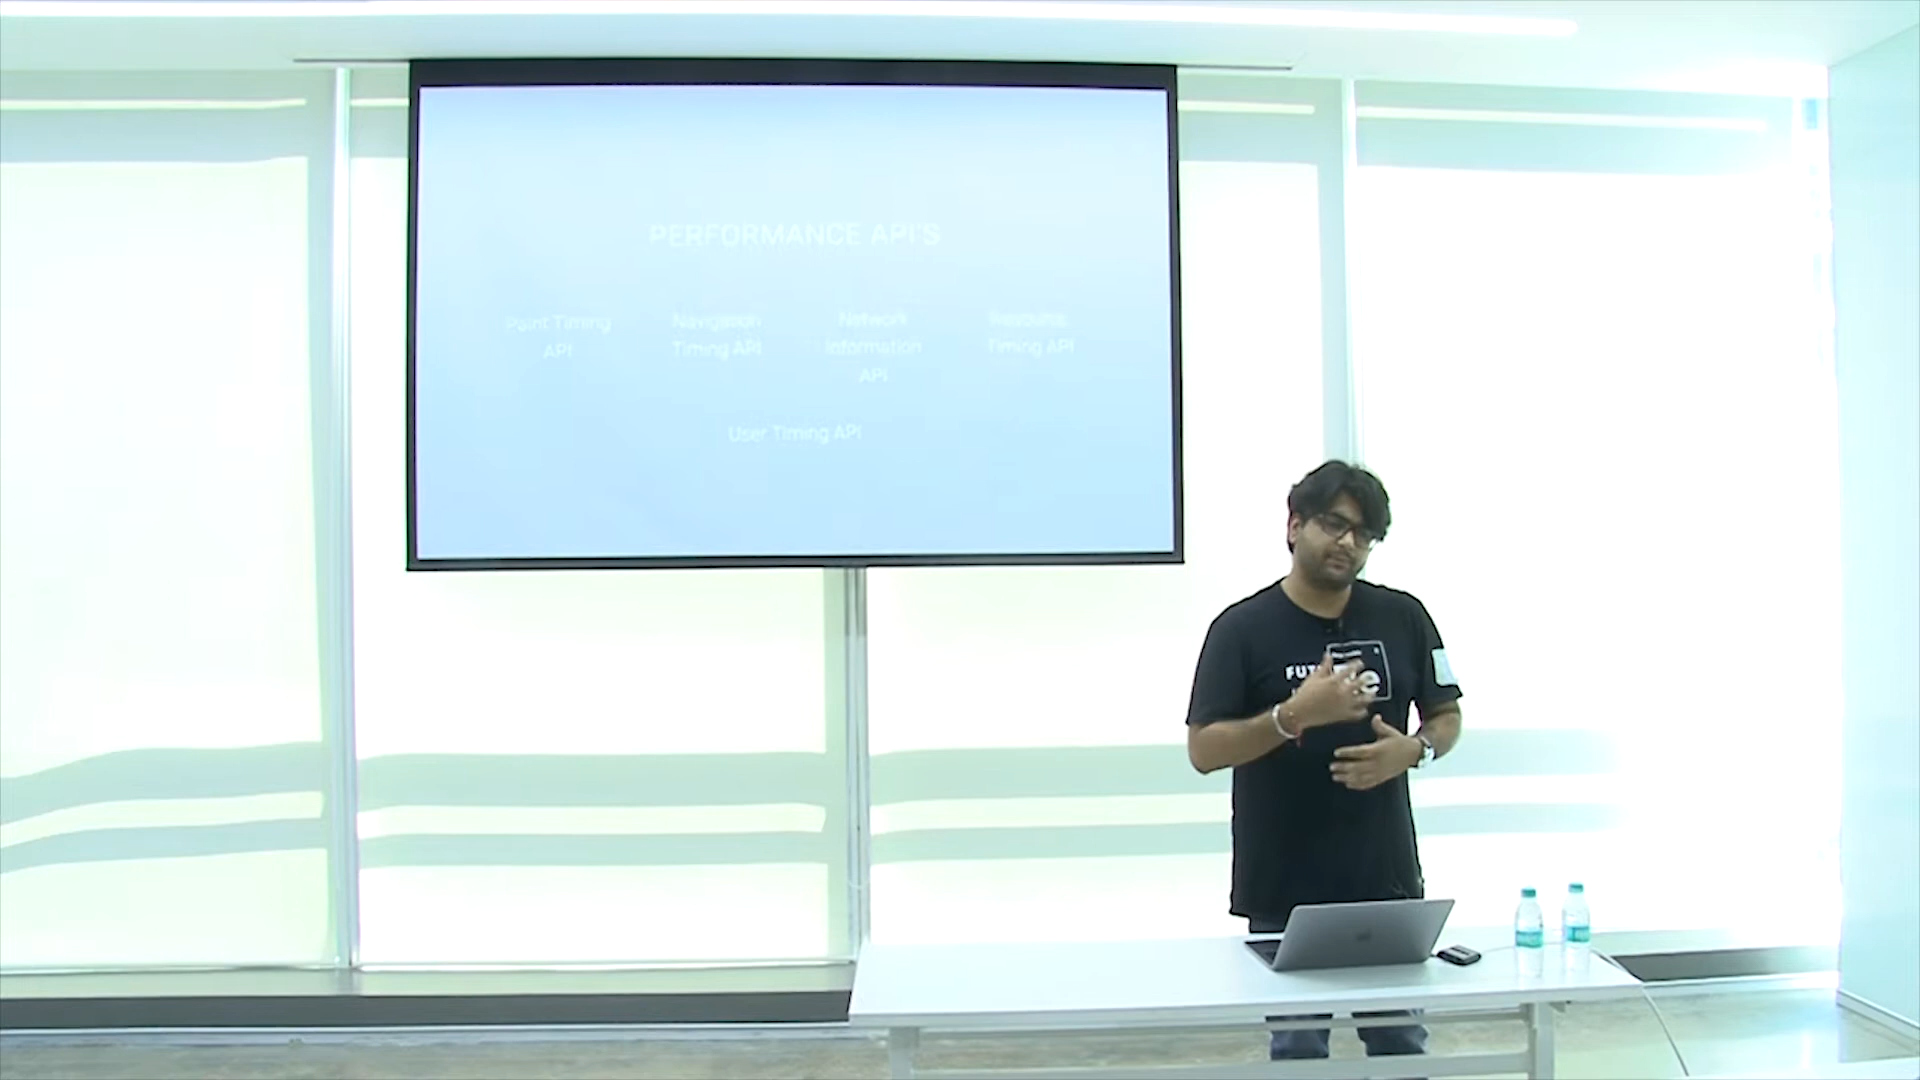 PERFORMANCE API'S
Paint Timing
API
Navigation
Timing API
Network
Information
API
Resource
Timing API
User Timing API